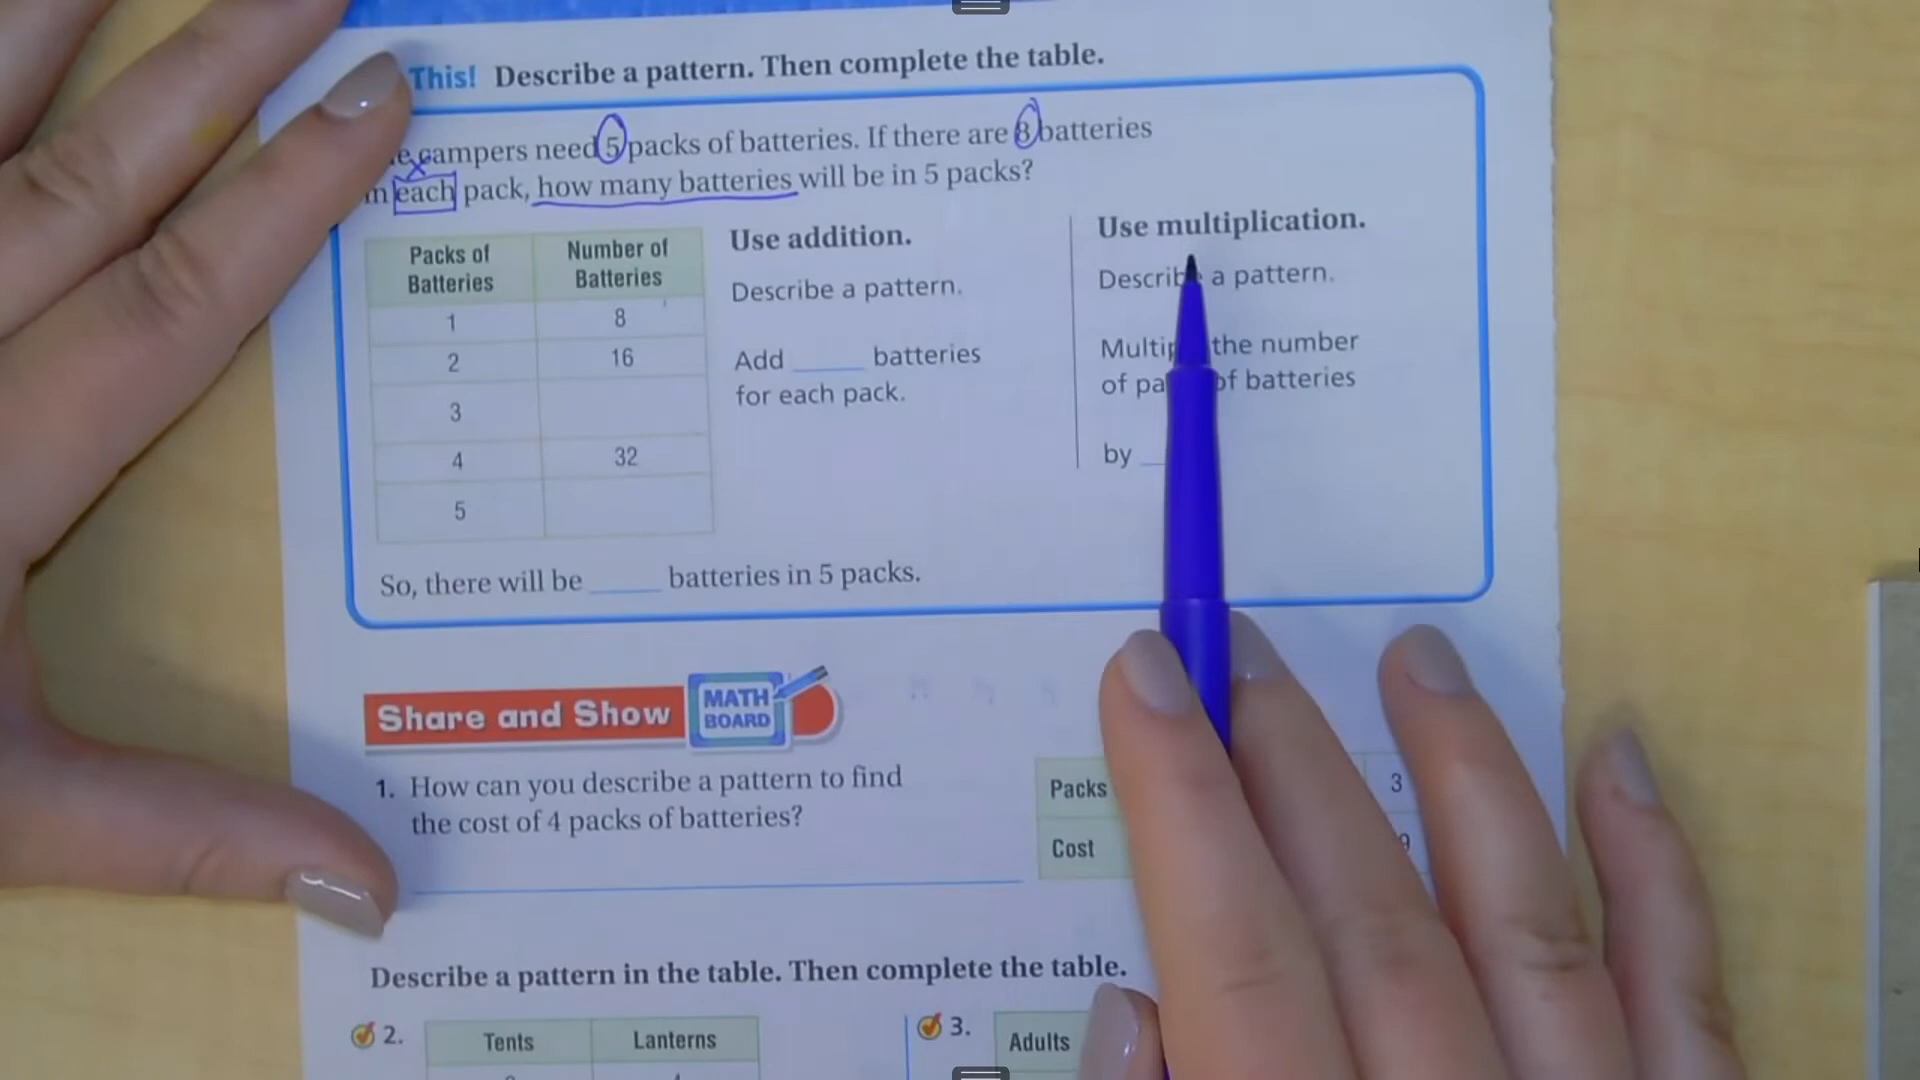 This! Describe a pattern. Then complete the table.
campers need 5 packs of batteries. If there are 8 batteries
each pack, how many batteries will be in 5 packs?
Packs of Batteries
Number of Batteries
1 8
2 16
3
4 32
5
Use addition.
Describe a pattern.
Add ____ batteries
for each pack.
Use multiplication.
Describe a pattern.
the number
of batteries
by
So, there will be ____ batteries in 5 packs.
Share and Show
MATH
BOARD
1. How can you describe a pattern to find
the cost of 4 packs of batteries?
Packs 3
Cost
Describe a pattern in the table. Then complete the table.
2.
Tents Lanterns
3.
Adults